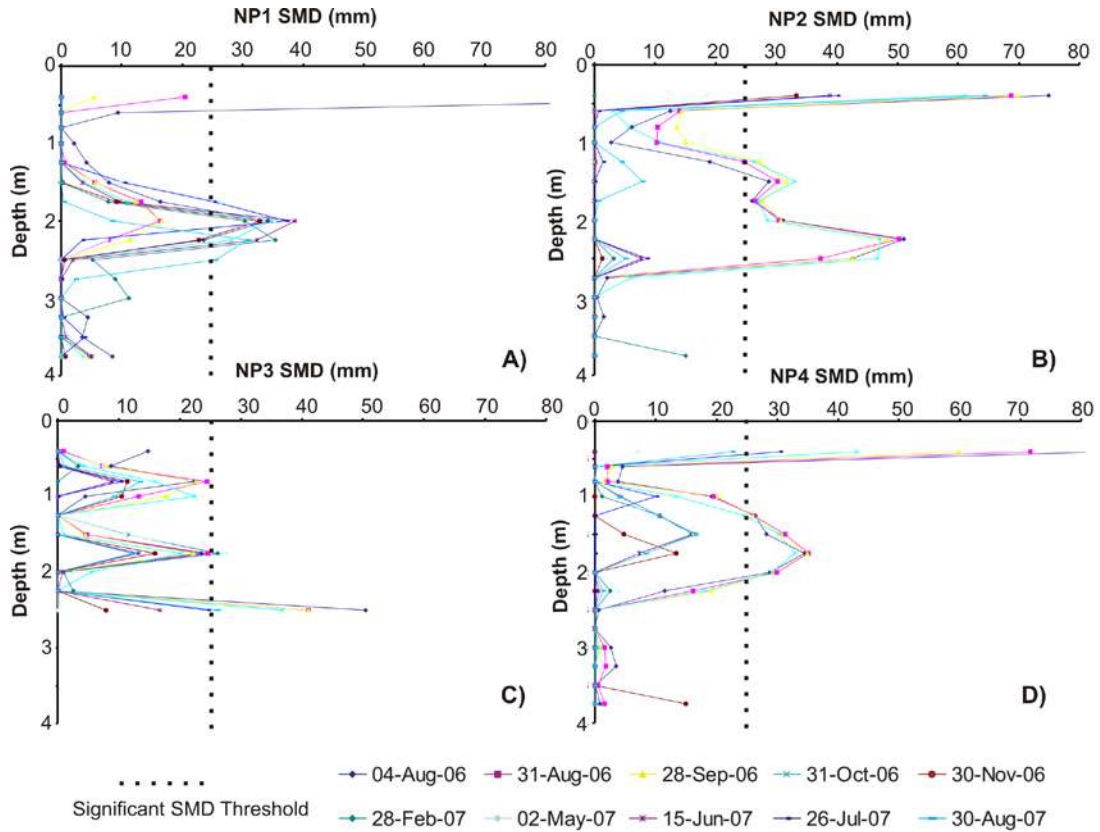 NP1 SMD (mm)
0 10 20 30 40 50 60 70 80
0
1
2
3
4
Depth (m)
A)
NP2 SMD (mm)
0 10 20 30 40 50 60 70 80
0
1
2
3
4
Depth (m)
B)
NP3 SMD (mm)
0 10 20 30 40 50 60 70 80
0
1
2
3
4
Depth (m)
C)
NP4 SMD (mm)
0 10 20 30 40 50 60 70 80
0
1
2
3
4
Depth (m)
D)
Significant SMD Threshold
04-Aug-06 31-Aug-06 28-Sep-06 31-Oct-06 30-Nov-06
28-Feb-07 02-May-07 15-Jun-07 26-Jul-07 30-Aug-07